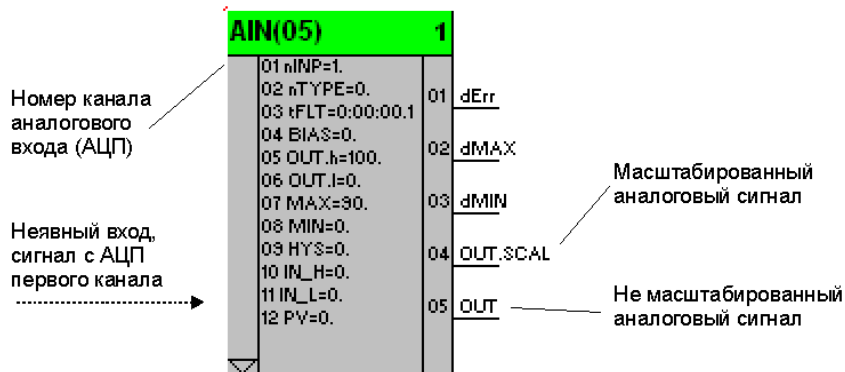 AIN(05) 1
01 nINP=1.
02 nTYPE=0.
03 tFLT=0:00:00.1
04 BIAS=0.
05 OUT.h=100.
06 OUT.l=0.
07 MAX=90.
08 MIN=0.
09 HYS=0.
10 IN_H=0.
11 IN_L=0.
12 PV=0.
01 dErr
02 dMAX
03 dMIN
04 OUT.SCAL
05 OUT
Номер канала
аналогового
входа (АЦП)
Неявный вход,
сигнал с АЦП
первого канала
Масштабированный
аналоговый сигнал
Не масштабированный
аналоговый сигнал